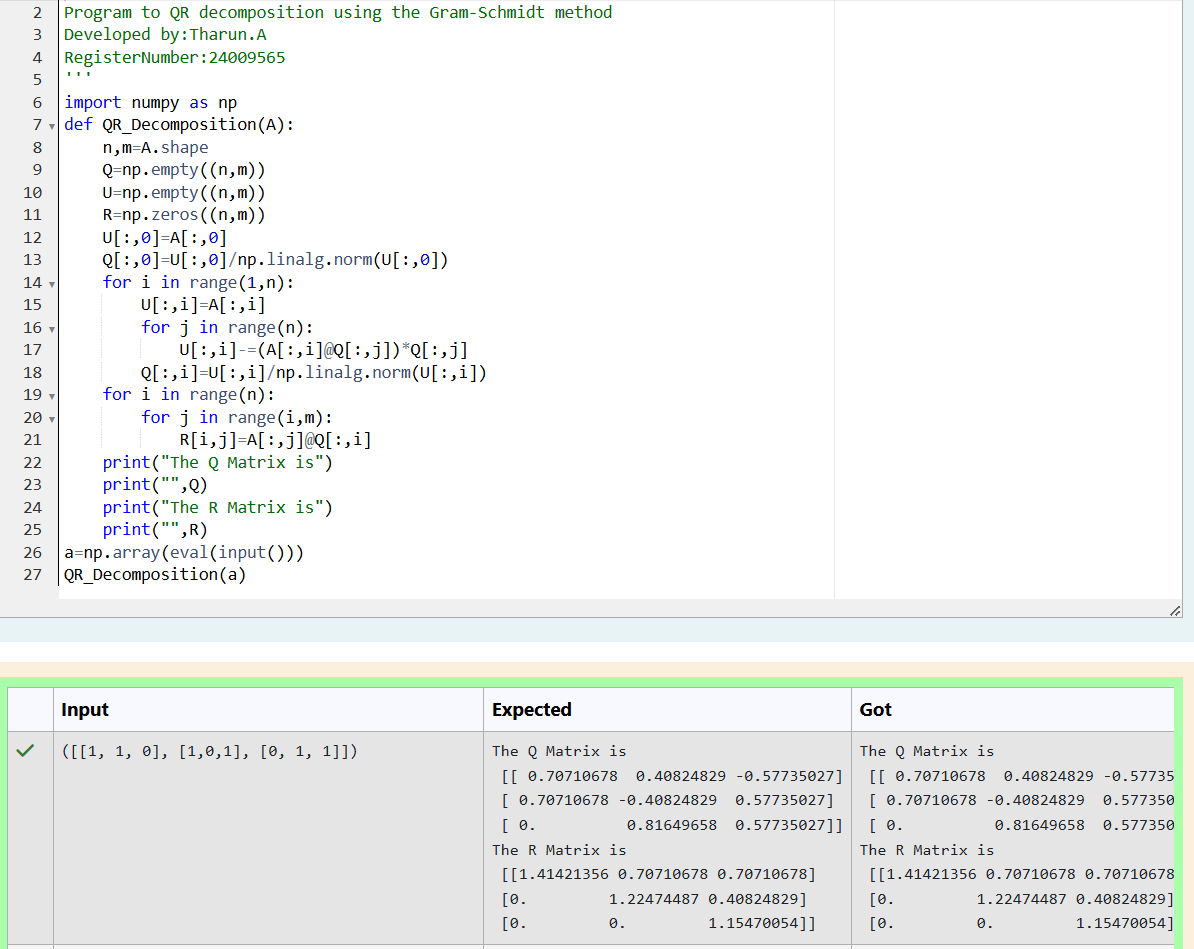 2 Program to QR decomposition using the Gram-Schmidt method
3 Developed by:Tharun.A
4 RegisterNumber:24009565
5 '''
6 import numpy as np
7 def QR_Decomposition(A):
8     n,m=A.shape
9     Q=np.empty((n,m))
10     U=np.empty((n,m))
11     R=np.zeros((n,m))
12     U[:,0]=A[:,0]
13     Q[:,0]=U[:,0]/np.linalg.norm(U[:,0])
14     for i in range(1,n):
15         U[:,i]=A[:,i]
16         for j in range(n):
17             U[:,i]-=(A[:,i]@Q[:,j])*Q[:,j]
18         Q[:,i]=U[:,i]/np.linalg.norm(U[:,i])
19     for i in range(n):
20         for j in range(i,m):
21             R[i,j]=A[:,j]@Q[:,i]
22     print("The Q Matrix is")
23     print("",Q)
24     print("The R Matrix is")
25     print("",R)
26 a=np.array(eval(input()))
27 QR_Decomposition(a)
Input Expected Got
([[1, 1, 0], [1,0,1], [0, 1, 1]]) The Q Matrix is The Q Matrix is
[[ 0.70710678  0.40824829 -0.57735027] [[ 0.70710678  0.40824829 -0.57735
[ 0.70710678 -0.40824829  0.57735027] [ 0.70710678 -0.40824829  0.577350
[ 0.          0.81649658  0.57735027]] [ 0.          0.81649658  0.577350
The R Matrix is The R Matrix is
[[1.41421356 0.70710678 0.70710678] [[1.41421356 0.70710678 0.70710678
[0.         1.22474487 0.40824829] [0.         1.22474487 0.40824829]
[0.         0.         1.15470054]] [0.         0.         1.15470054]